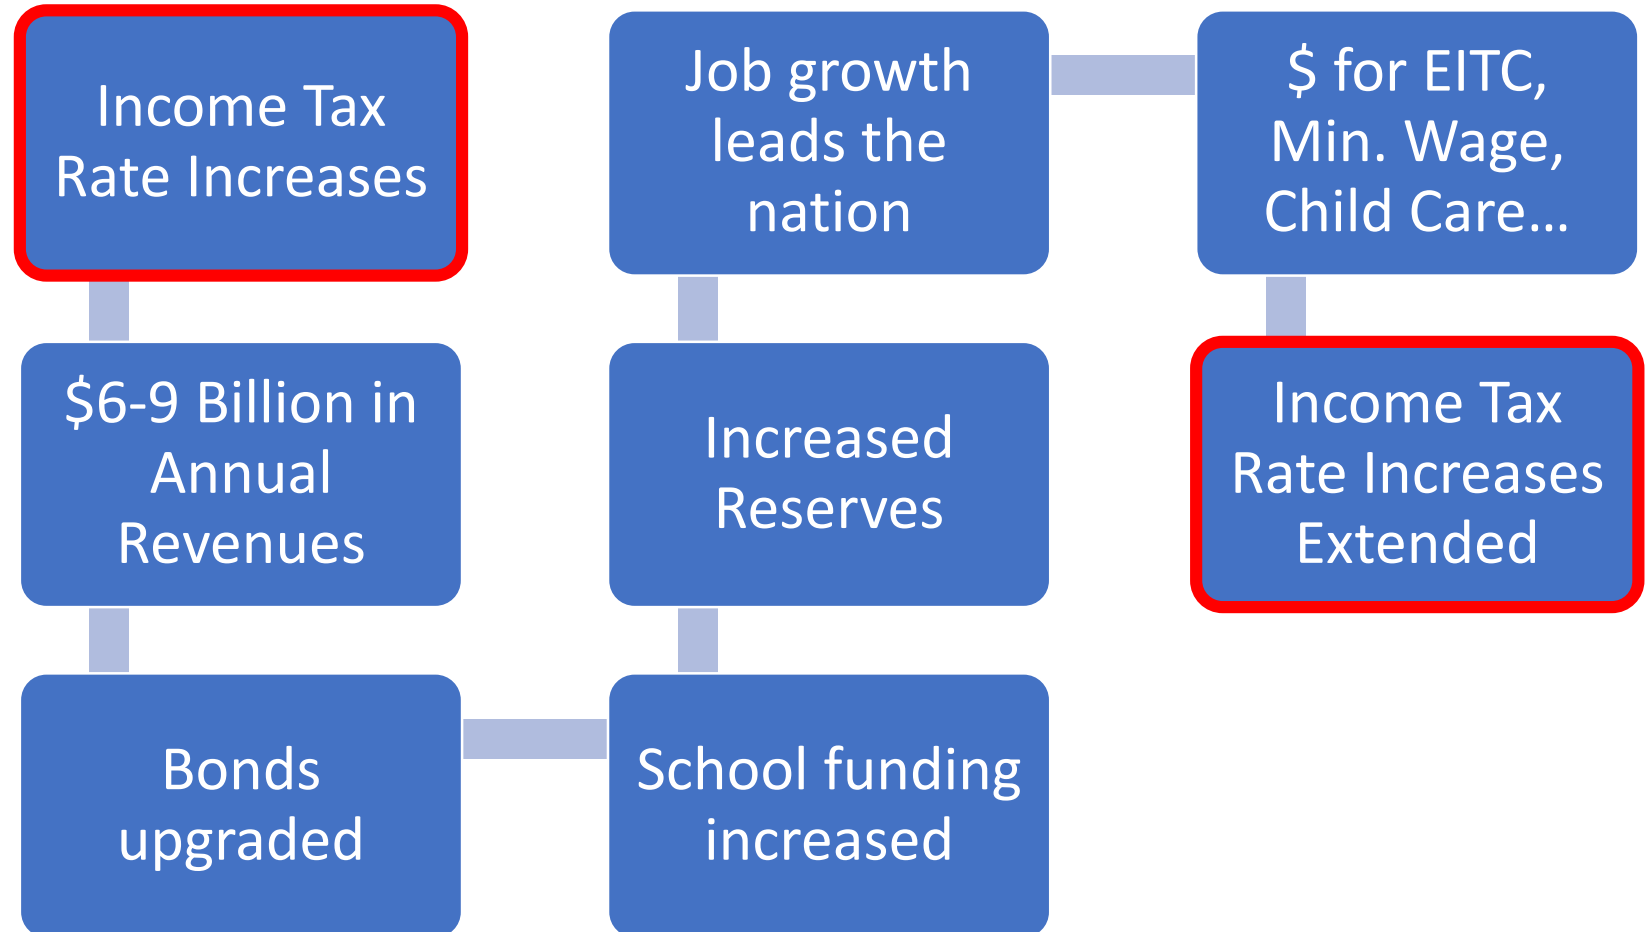 Income Tax
Rate Increases
$6-9 Billion in
Annual
Revenues
Bonds
upgraded
School funding
increased
Increased
Reserves
Job growth
leads the
nation
$ for EITC,
Min. Wage,
Child Care…
Income Tax
Rate Increases
Extended